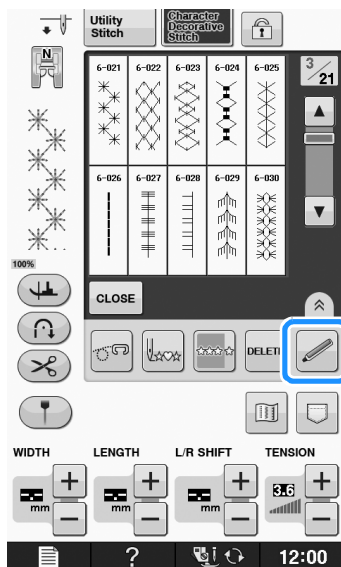 Utility
Stitch
Character
Decorative
Stitch
N
3/21
6-021 6-022 6-023 6-024 6-025
6-026 6-027 6-028 6-029 6-030
100%
CLOSE
DELETE
WIDTH LENGTH L/R SHIFT TENSION
-.- mm -.- mm -.- mm 3.6
?
12:00